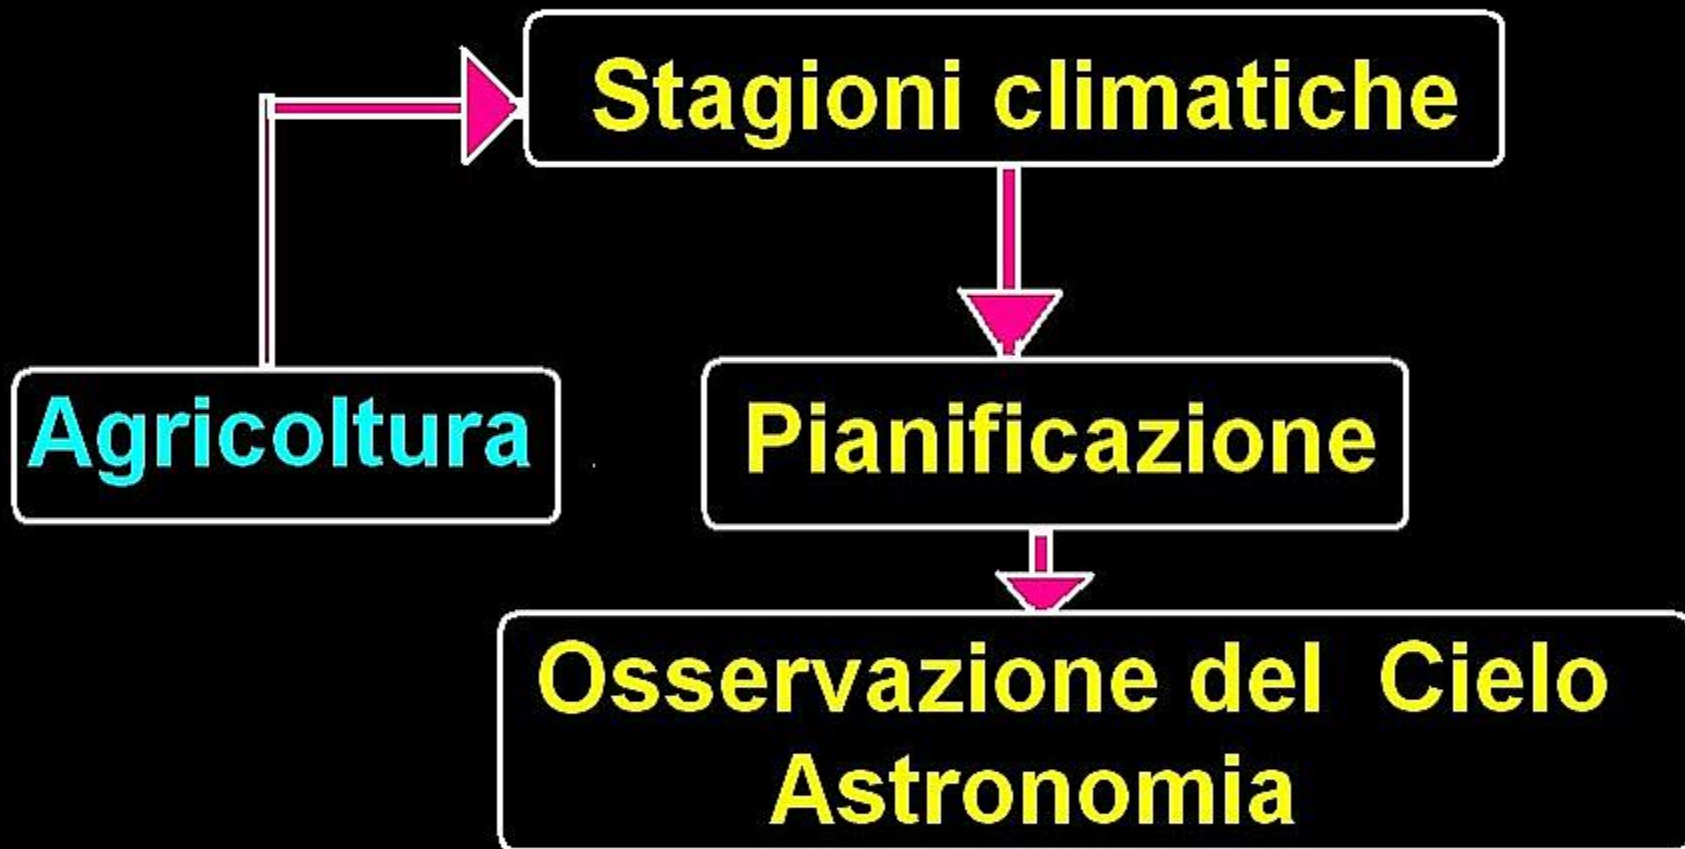 Stagioni climatiche
Agricoltura
Pianificazione
Osservazione del Cielo
Astronomia